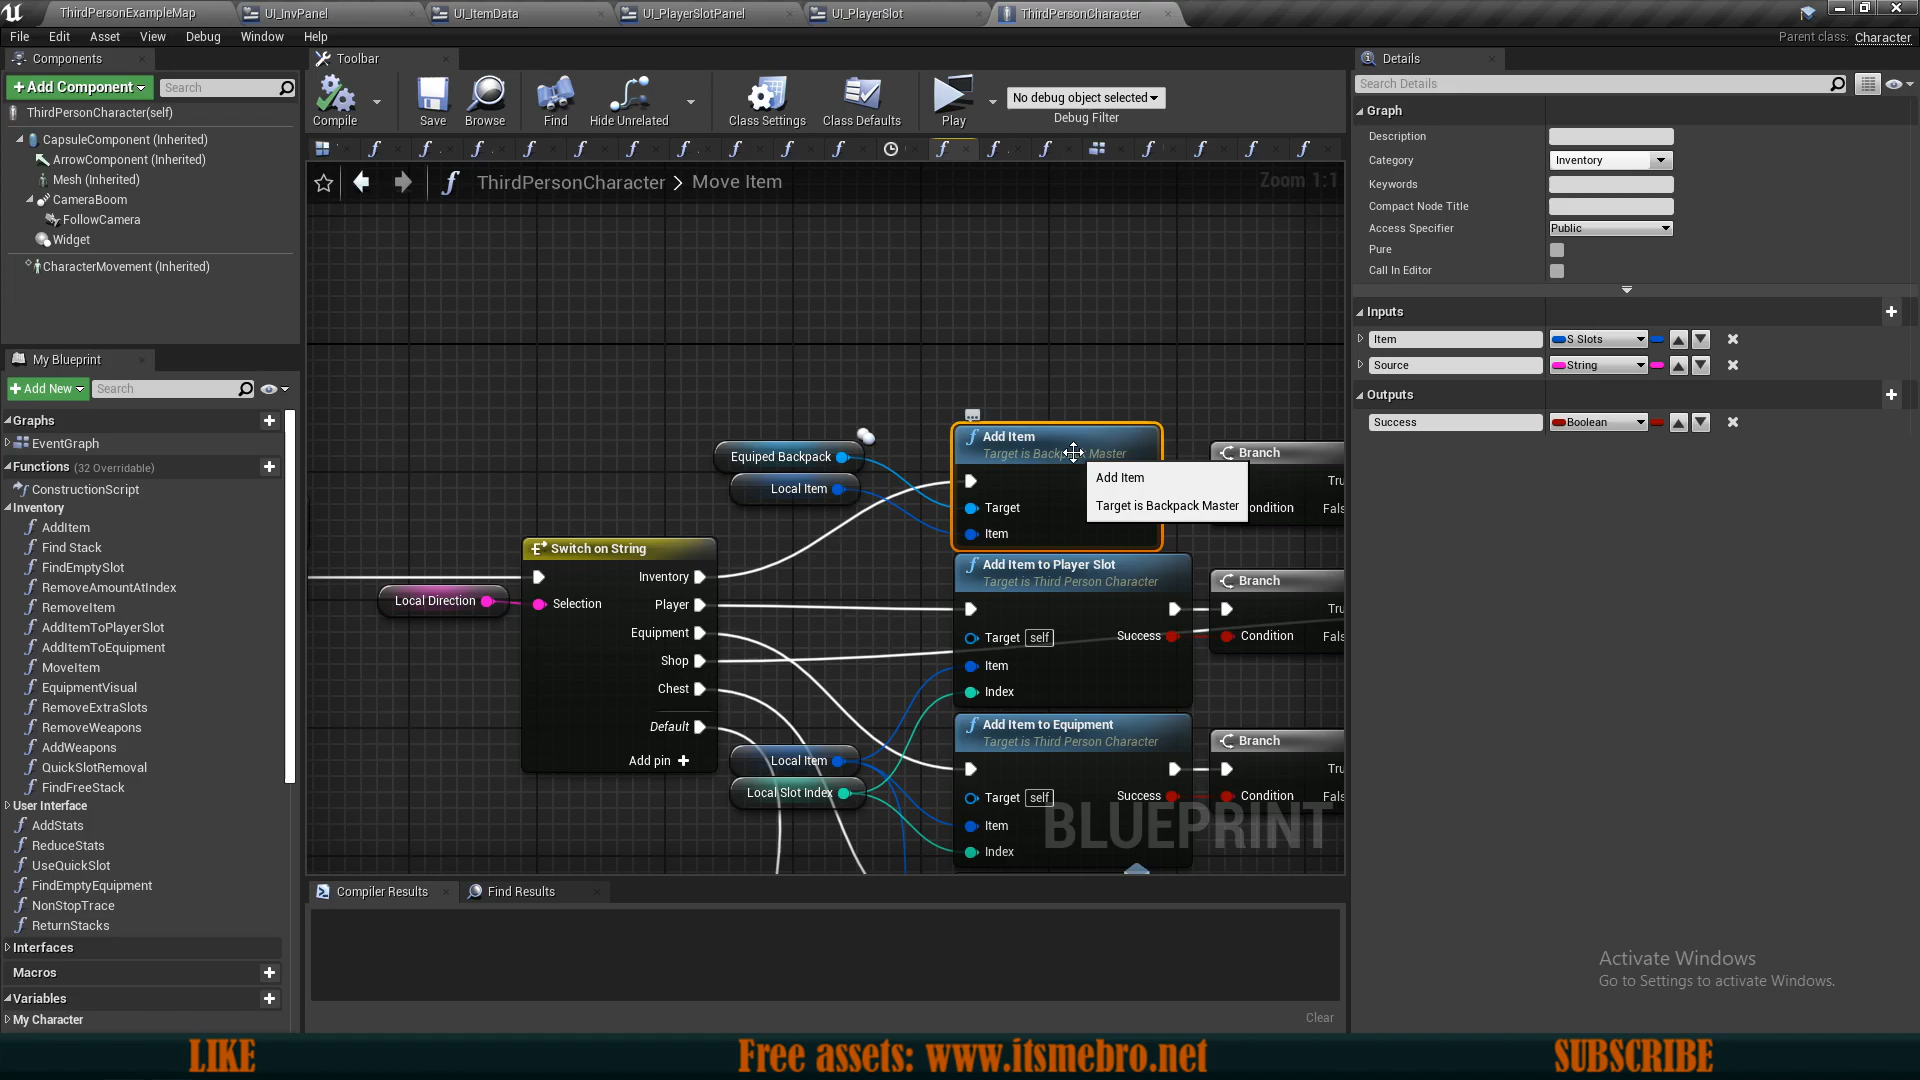 ThirdPersonExampleMap
UI_InvPanel
UI_ItemData
UI_PlayerSlotPanel
UI_PlayerSlot
ThirdPersonCharacter
File Edit Asset View Debug Window Help
Parent class: Character
Components
+Add Component
Search
ThirdPersonCharacter(self)
CapsuleComponent (Inherited)
ArrowComponent (Inherited)
Mesh (Inherited)
CameraBoom
FollowCamera
Widget
CharacterMovement (Inherited)
My Blueprint
+Add New
Search
Graphs
EventGraph
Functions (32 Overridable)
ConstructionScript
Inventory
AddItem
Find Stack
FindEmptySlot
RemoveAmountAtIndex
RemoveItem
AddItemToPlayerSlot
AddItemToEquipment
MoveItem
EquipmentVisual
RemoveExtraSlots
RemoveWeapons
AddWeapons
QuickSlotRemoval
FindFreeStack
User Interface
AddStats
ReduceStats
UseQuickSlot
FindEmptyEquipment
NonStopTrace
ReturnStacks
Interfaces
Macros
Variables
My Character
Toolbar
Compile
Save
Browse
Find
Hide Unrelated
Class Settings
Class Defaults
Play
No debug object selected
Debug Filter
ThirdPersonCharacter > Move Item
Zoom 1:1
Equiped Backpack
Local Item
Add Item
Target is Backpack Master
Target
Item
Add Item
Target is Backpack Master
Branch
Tru
Condition
Fals
Switch on String
Inventory
Selection
Player
Equipment
Shop
Chest
Default
Add pin +
Local Direction
Add Item to Player Slot
Target is Third Person Character
Target self
Success
Item
Index
Branch
Tru
Condition
Fals
Local Item
Local Slot Index
Add Item to Equipment
Target is Third Person Character
Target self
Success
Item
Index
Branch
Tru
Condition
Fals
BLUEPRINT
Compiler Results
Find Results
Clear
Details
Search Details
Graph
Description
Category Inventory
Keywords
Compact Node Title
Access Specifier Public
Pure
Call In Editor
Inputs
Item S Slots
Source String
Outputs
Success Boolean
Activate Windows
Go to Settings to activate Windows.
LIKE
Free assets: www.itsmebro.net
SUBSCRIBE